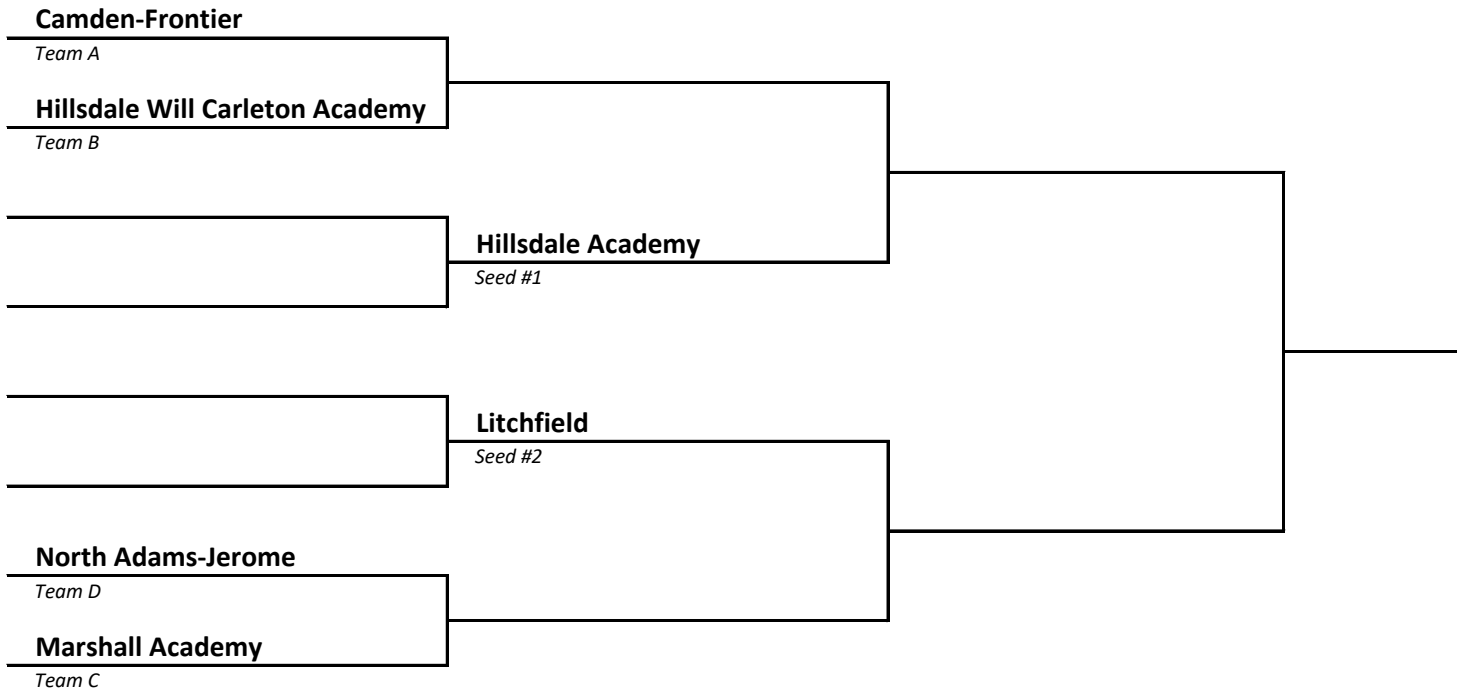 Camden-Frontier
Team A
Hillsdale Will Carleton Academy
Team B
Hillsdale Academy
Seed #1
Litchfield
Seed #2
North Adams-Jerome
Team D
Marshall Academy
Team C